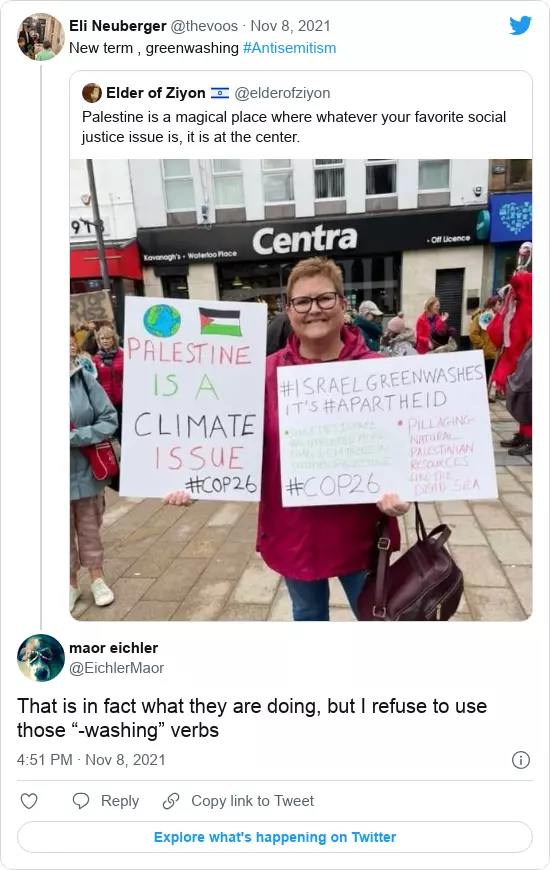 Eli Neuberger @thevoos · Nov 8, 2021
New term , greenwashing #Antisemitism
Elder of Ziyon 🇮🇱 @elderofziyon
Palestine is a magical place where whatever your favorite social
justice issue is, it is at the center.
Centra
Kavanagh's • Waterloo Place
• Off Licence
PALESTINE
IS A
CLIMATE
ISSUE
#COP26
#ISRAEL GREENWASHES
IT'S #APARTHEID
• PILLAGING
NATURAL
PALESTINIAN
RESOURCES
LIKE THE
DEAD SEA
#COP26
maor eichler
@EichlerMaor
That is in fact what they are doing, but I refuse to use
those “-washing” verbs
4:51 PM · Nov 8, 2021
Reply
Copy link to Tweet
Explore what's happening on Twitter